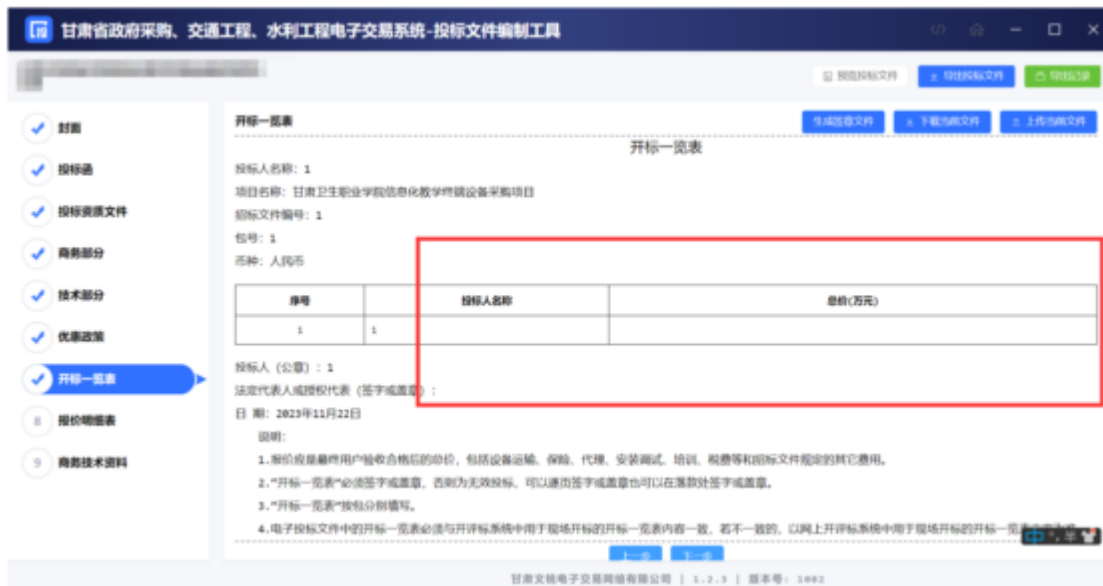 甘肃省政府采购、交通工程、水利工程电子交易系统-投标文件编制工具
预览投标文件
导出投标文件
导出记录
封面
投标函
投标资质文件
商务部分
技术部分
优惠政策
开标一览表
8 报价明细表
9 商务技术资料
开标一览表
生成签章文件
下载当前文件
上传当前文件
开标一览表
投标人名称：1
项目名称：甘肃卫生职业学院信息化教学终端设备采购项目
招标文件编号：1
包号：1
币种：人民币
序号 投标人名称 总价(万元)
1 1
投标人（公章）：1
法定代表人或授权代表（签字或盖章）：
日 期：2023年11月22日
说明：
1.报价应是最终用户验收合格后的总价，包括设备运输、保险、代理、安装调试、培训、税费等和招标文件规定的其它费用。
2."开标一览表"必须签字或盖章，否则为无效投标，可以逐页签字或盖章也可以在落款处签字或盖章。
3."开标一览表"按包分别填写。
4.电子投标文件中的开标一览表必须与开评标系统中用于现场开标的开标一览表内容一致，若不一致的，以网上开评标系统中用于现场开标的开标一览
中
上一步
下一步
甘肃文锐电子交易网络有限公司 | 1.2.3 | 版本号：1002